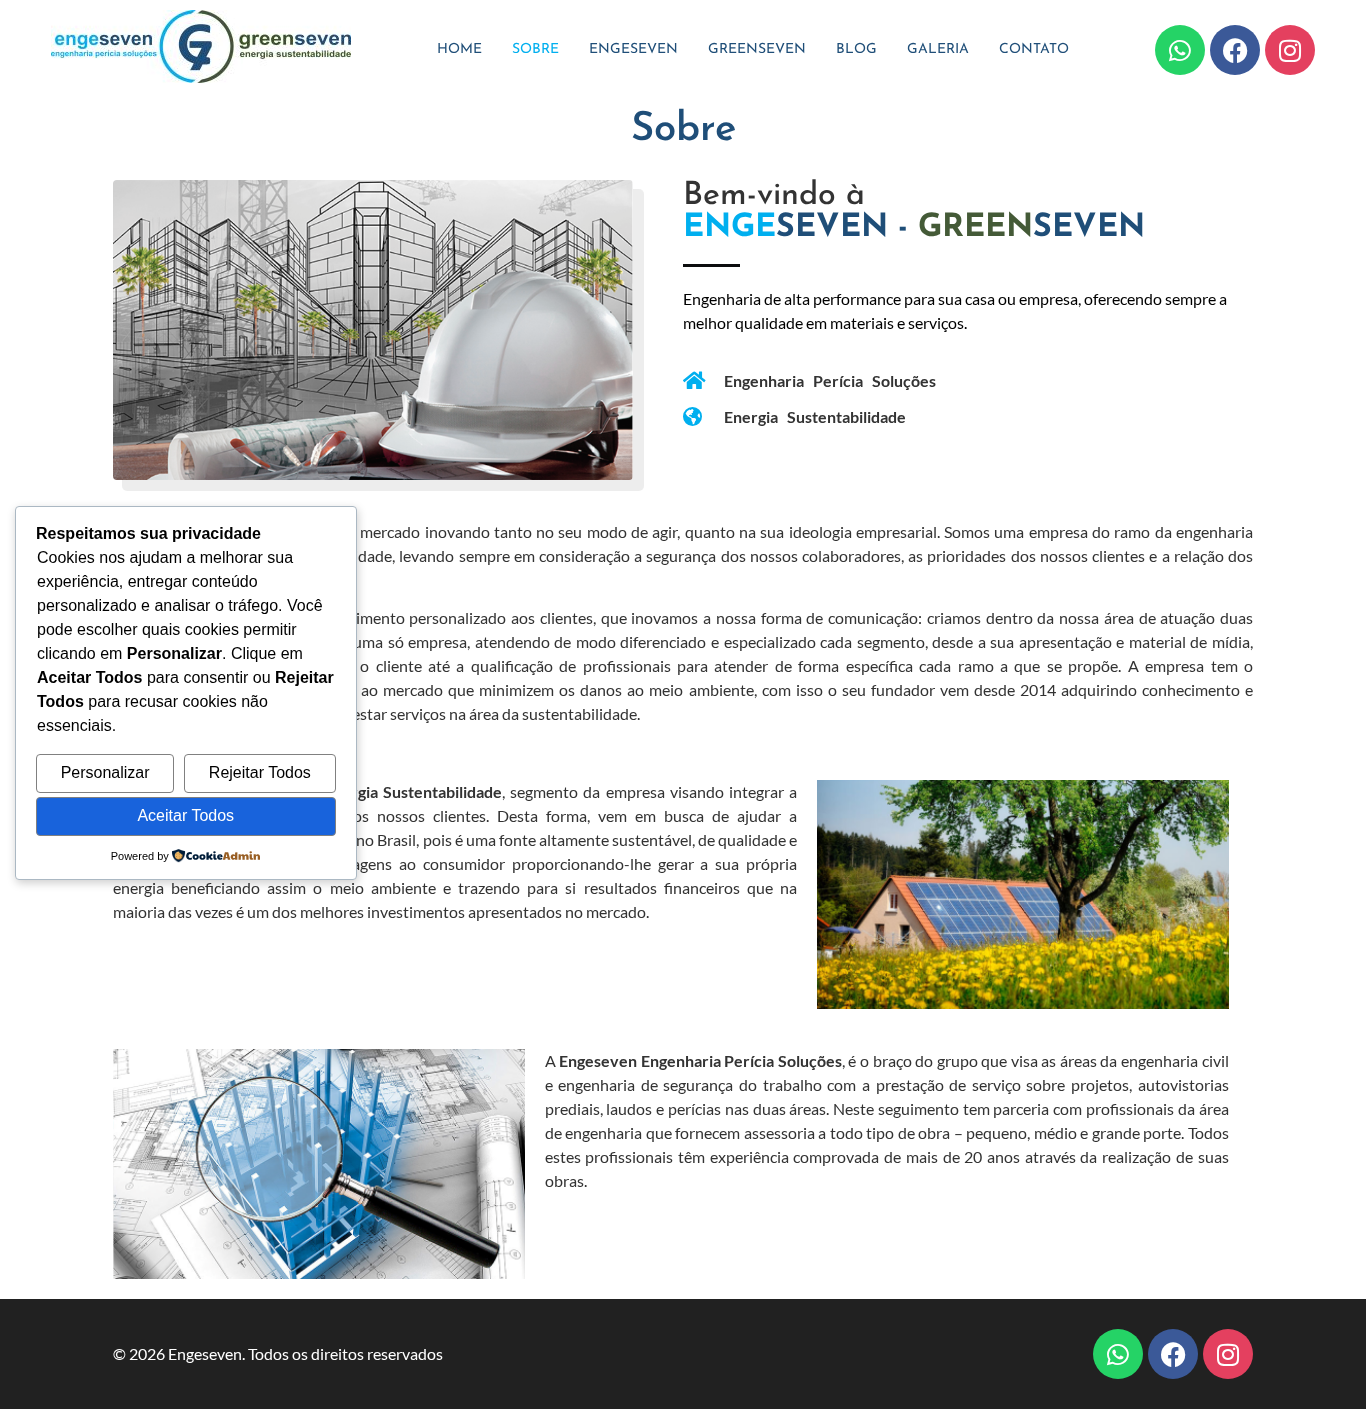 engeseven
engenharia perícia soluções
greenseven
energia sustentabilidade
HOME SOBRE ENGESEVEN GREENSEVEN BLOG GALERIA CONTATO
Sobre
Bem-vindo à
ENGESEVEN - GREENSEVEN
Engenharia de alta performance para sua casa ou empresa, oferecendo sempre a
melhor qualidade em materiais e serviços.
Engenharia Perícia Soluções
Energia Sustentabilidade
mercado inovando tanto no seu modo de agir, quanto na sua ideologia empresarial. Somos uma empresa do ramo da engenharia
dade, levando sempre em consideração a segurança dos nossos colaboradores, as prioridades dos nossos clientes e a relação dos
imento personalizado aos clientes, que inovamos a nossa forma de comunicação: criamos dentro da nossa área de atuação duas
uma só empresa, atendendo de modo diferenciado e especializado cada segmento, desde a sua apresentação e material de mídia,
o cliente até a qualificação de profissionais para atender de forma específica cada ramo a que se propõe. A empresa tem o
ao mercado que minimizem os danos ao meio ambiente, com isso o seu fundador vem desde 2014 adquirindo conhecimento e
estar serviços na área da sustentabilidade.
Respeitamos sua privacidade
Cookies nos ajudam a melhorar sua
experiência, entregar conteúdo
personalizado e analisar o tráfego. Você
pode escolher quais cookies permitir
clicando em Personalizar. Clique em
Aceitar Todos para consentir ou Rejeitar
Todos para recusar cookies não
essenciais.
Personalizar Rejeitar Todos
Aceitar Todos
Powered by CookieAdmin
gia Sustentabilidade, segmento da empresa visando integrar a
os nossos clientes. Desta forma, vem em busca de ajudar a
no Brasil, pois é uma fonte altamente sustentável, de qualidade e
agens ao consumidor proporcionando-lhe gerar a sua própria
energia beneficiando assim o meio ambiente e trazendo para si resultados financeiros que na
maioria das vezes é um dos melhores investimentos apresentados no mercado.
A Engeseven Engenharia Perícia Soluções, é o braço do grupo que visa as áreas da engenharia civil
e engenharia de segurança do trabalho com a prestação de serviço sobre projetos, autovistorias
prediais, laudos e perícias nas duas áreas. Neste seguimento tem parceria com profissionais da área
de engenharia que fornecem assessoria a todo tipo de obra – pequeno, médio e grande porte. Todos
estes profissionais têm experiência comprovada de mais de 20 anos através da realização de suas
obras.
© 2026 Engeseven. Todos os direitos reservados